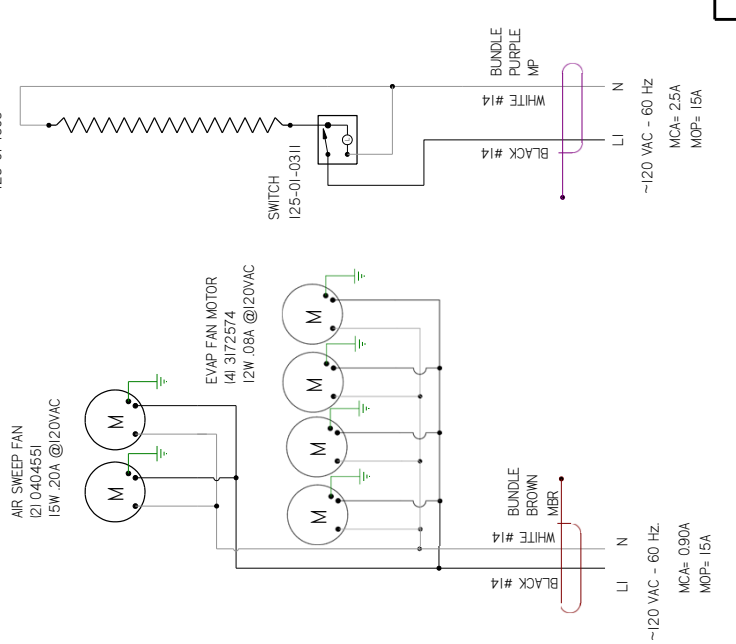 SWITCH
125-01-0311
BUNDLE
PURPLE
MP
WHITE #14
BLACK #14
N
L1
~120 VAC - 60 Hz
MCA= 2.5A
MOP= 15A
AIR SWEEP FAN
(2) 0404551
15W .20A @120VAC
M
M
EVAP FAN MOTOR
(4) 3172574
12W .08A @120VAC
M
M
M
M
BUNDLE
BROWN
MBR
WHITE #14
BLACK #14
N
L1
~120 VAC - 60 Hz.
MCA= 0.90A
MOP= 15A